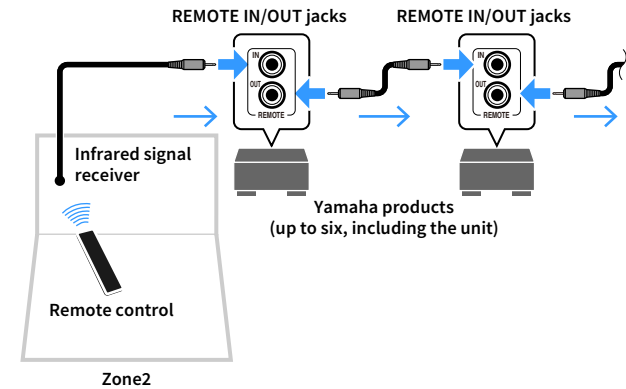 REMOTE IN/OUT jacks
REMOTE IN/OUT jacks
IN
OUT
REMOTE
IN
OUT
REMOTE
Infrared signal
receiver
Yamaha products
(up to six, including the unit)
Remote control
Zone2